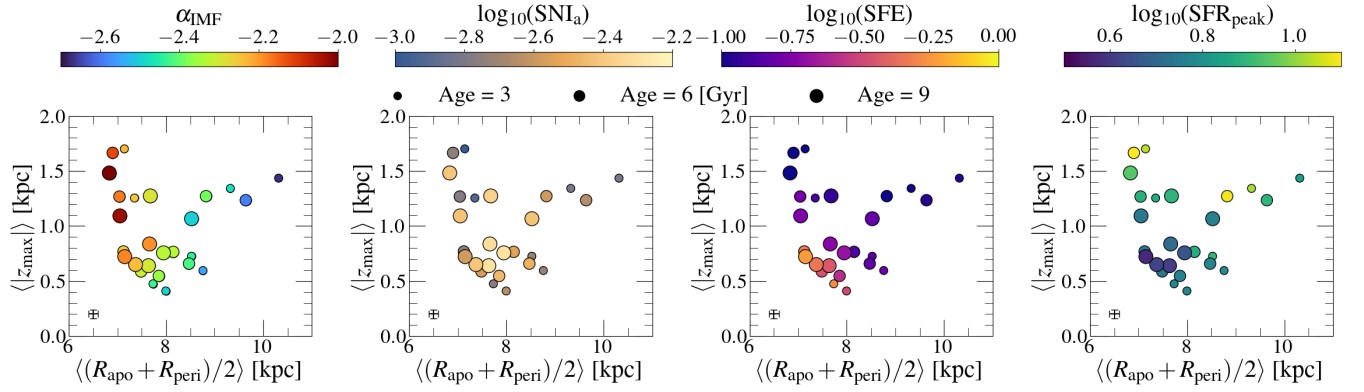 α_IMF
−2.6 −2.4 −2.2 −2.0
log₁₀(SNI_a)
−3.0 −2.8 −2.6 −2.4 −2.2
log₁₀(SFE)
−1.00 −0.75 −0.50 −0.25 0.00
log₁₀(SFR_peak)
0.6 0.8 1.0
Age = 3 Age = 6 [Gyr] Age = 9
⟨|z_max|⟩ [kpc]
2.0
1.5
1.0
0.5
0.0
6 8 10
⟨(R_apo + R_peri)/2⟩ [kpc]
⟨|z_max|⟩ [kpc]
2.0
1.5
1.0
0.5
0.0
6 8 10
⟨(R_apo + R_peri)/2⟩ [kpc]
⟨|z_max|⟩ [kpc]
2.0
1.5
1.0
0.5
0.0
6 8 10
⟨(R_apo + R_peri)/2⟩ [kpc]
⟨|z_max|⟩ [kpc]
2.0
1.5
1.0
0.5
0.0
6 8 10
⟨(R_apo + R_peri)/2⟩ [kpc]